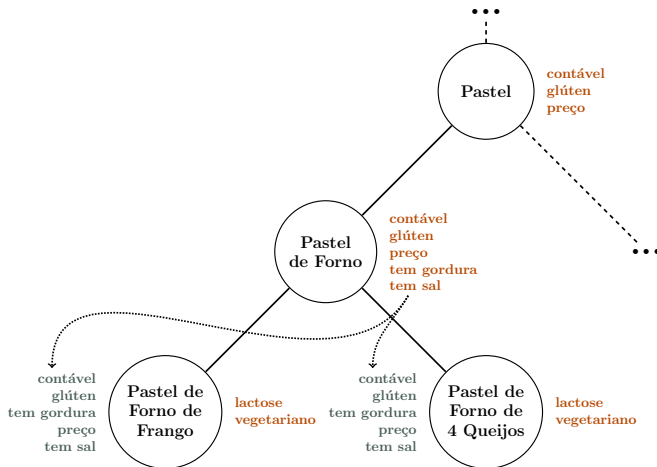 Pastel
contável
glúten
preço
Pastel
de Forno
contável
glúten
preço
tem gordura
tem sal
contável
glúten
tem gordura
preço
tem sal
Pastel de
Forno de
Frango
lactose
vegetariano
contável
glúten
tem gordura
preço
tem sal
Pastel de
Forno de
4 Queijos
lactose
vegetariano